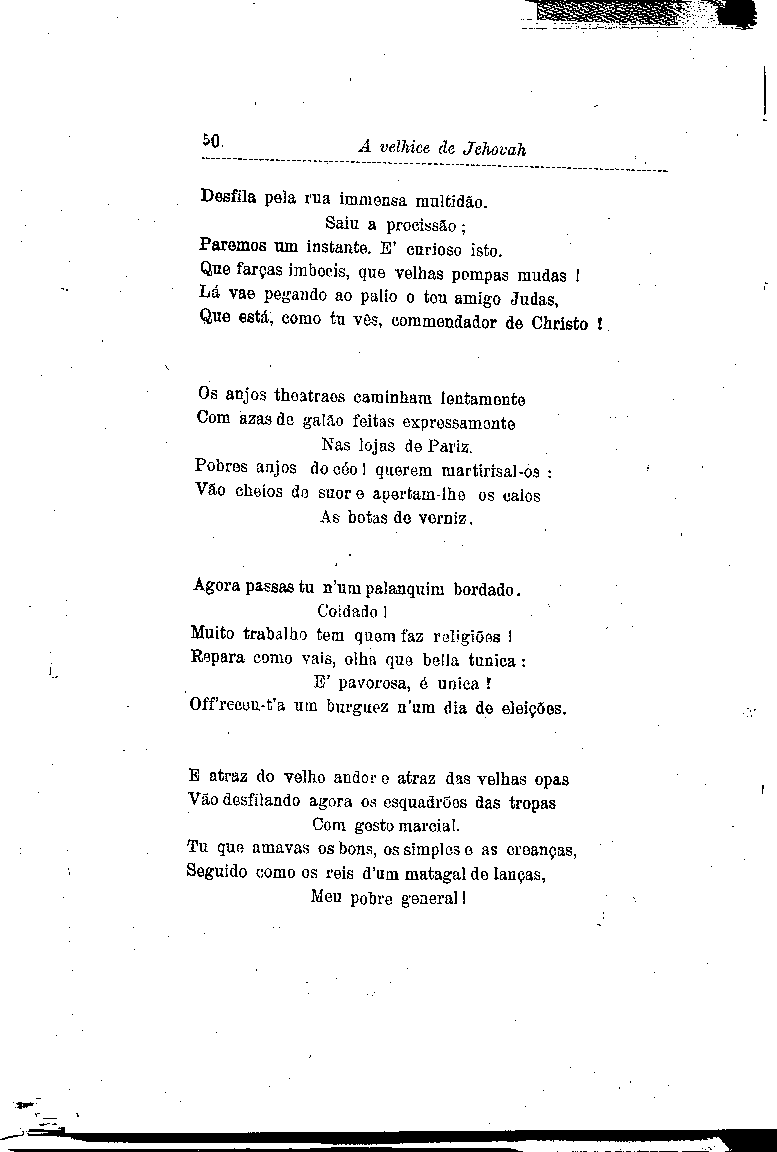 50.
A velhice de Jehovah
Desfila pela rua immensa multidão.
Saiu a procissão;
Paremos um instante. E' curioso isto.
Que farças imbecis, que velhas pompas mudas!
Lá vae pegando ao palio o teu amigo Judas,
Que está, como tu vês, commendador de Christo!
Os anjos theatraes caminham lentamente
Com azas de galão feitas expressamente
Nas lojas de Pariz.
Pobres anjos do céo! querem martirisal-os:
Vão cheios de suor e apertam-lhe os calos
As botas de verniz.
Agora passas tu n'um palanquim bordado.
Coidado!
Muito trabalho tem quem faz religiões!
Repara como vais, olha que bella tunica:
E' pavorosa, é unica!
Off'receu-t'a um burguez n'um dia de eleições.
E atraz do velho andor e atraz das velhas opas
Vão desfilando agora os esquadrões das tropas
Com gesto marcial.
Tu que amavas os bons, os simples e as creanças,
Seguido como os reis d'um matagal de lanças,
Meu pobre general!